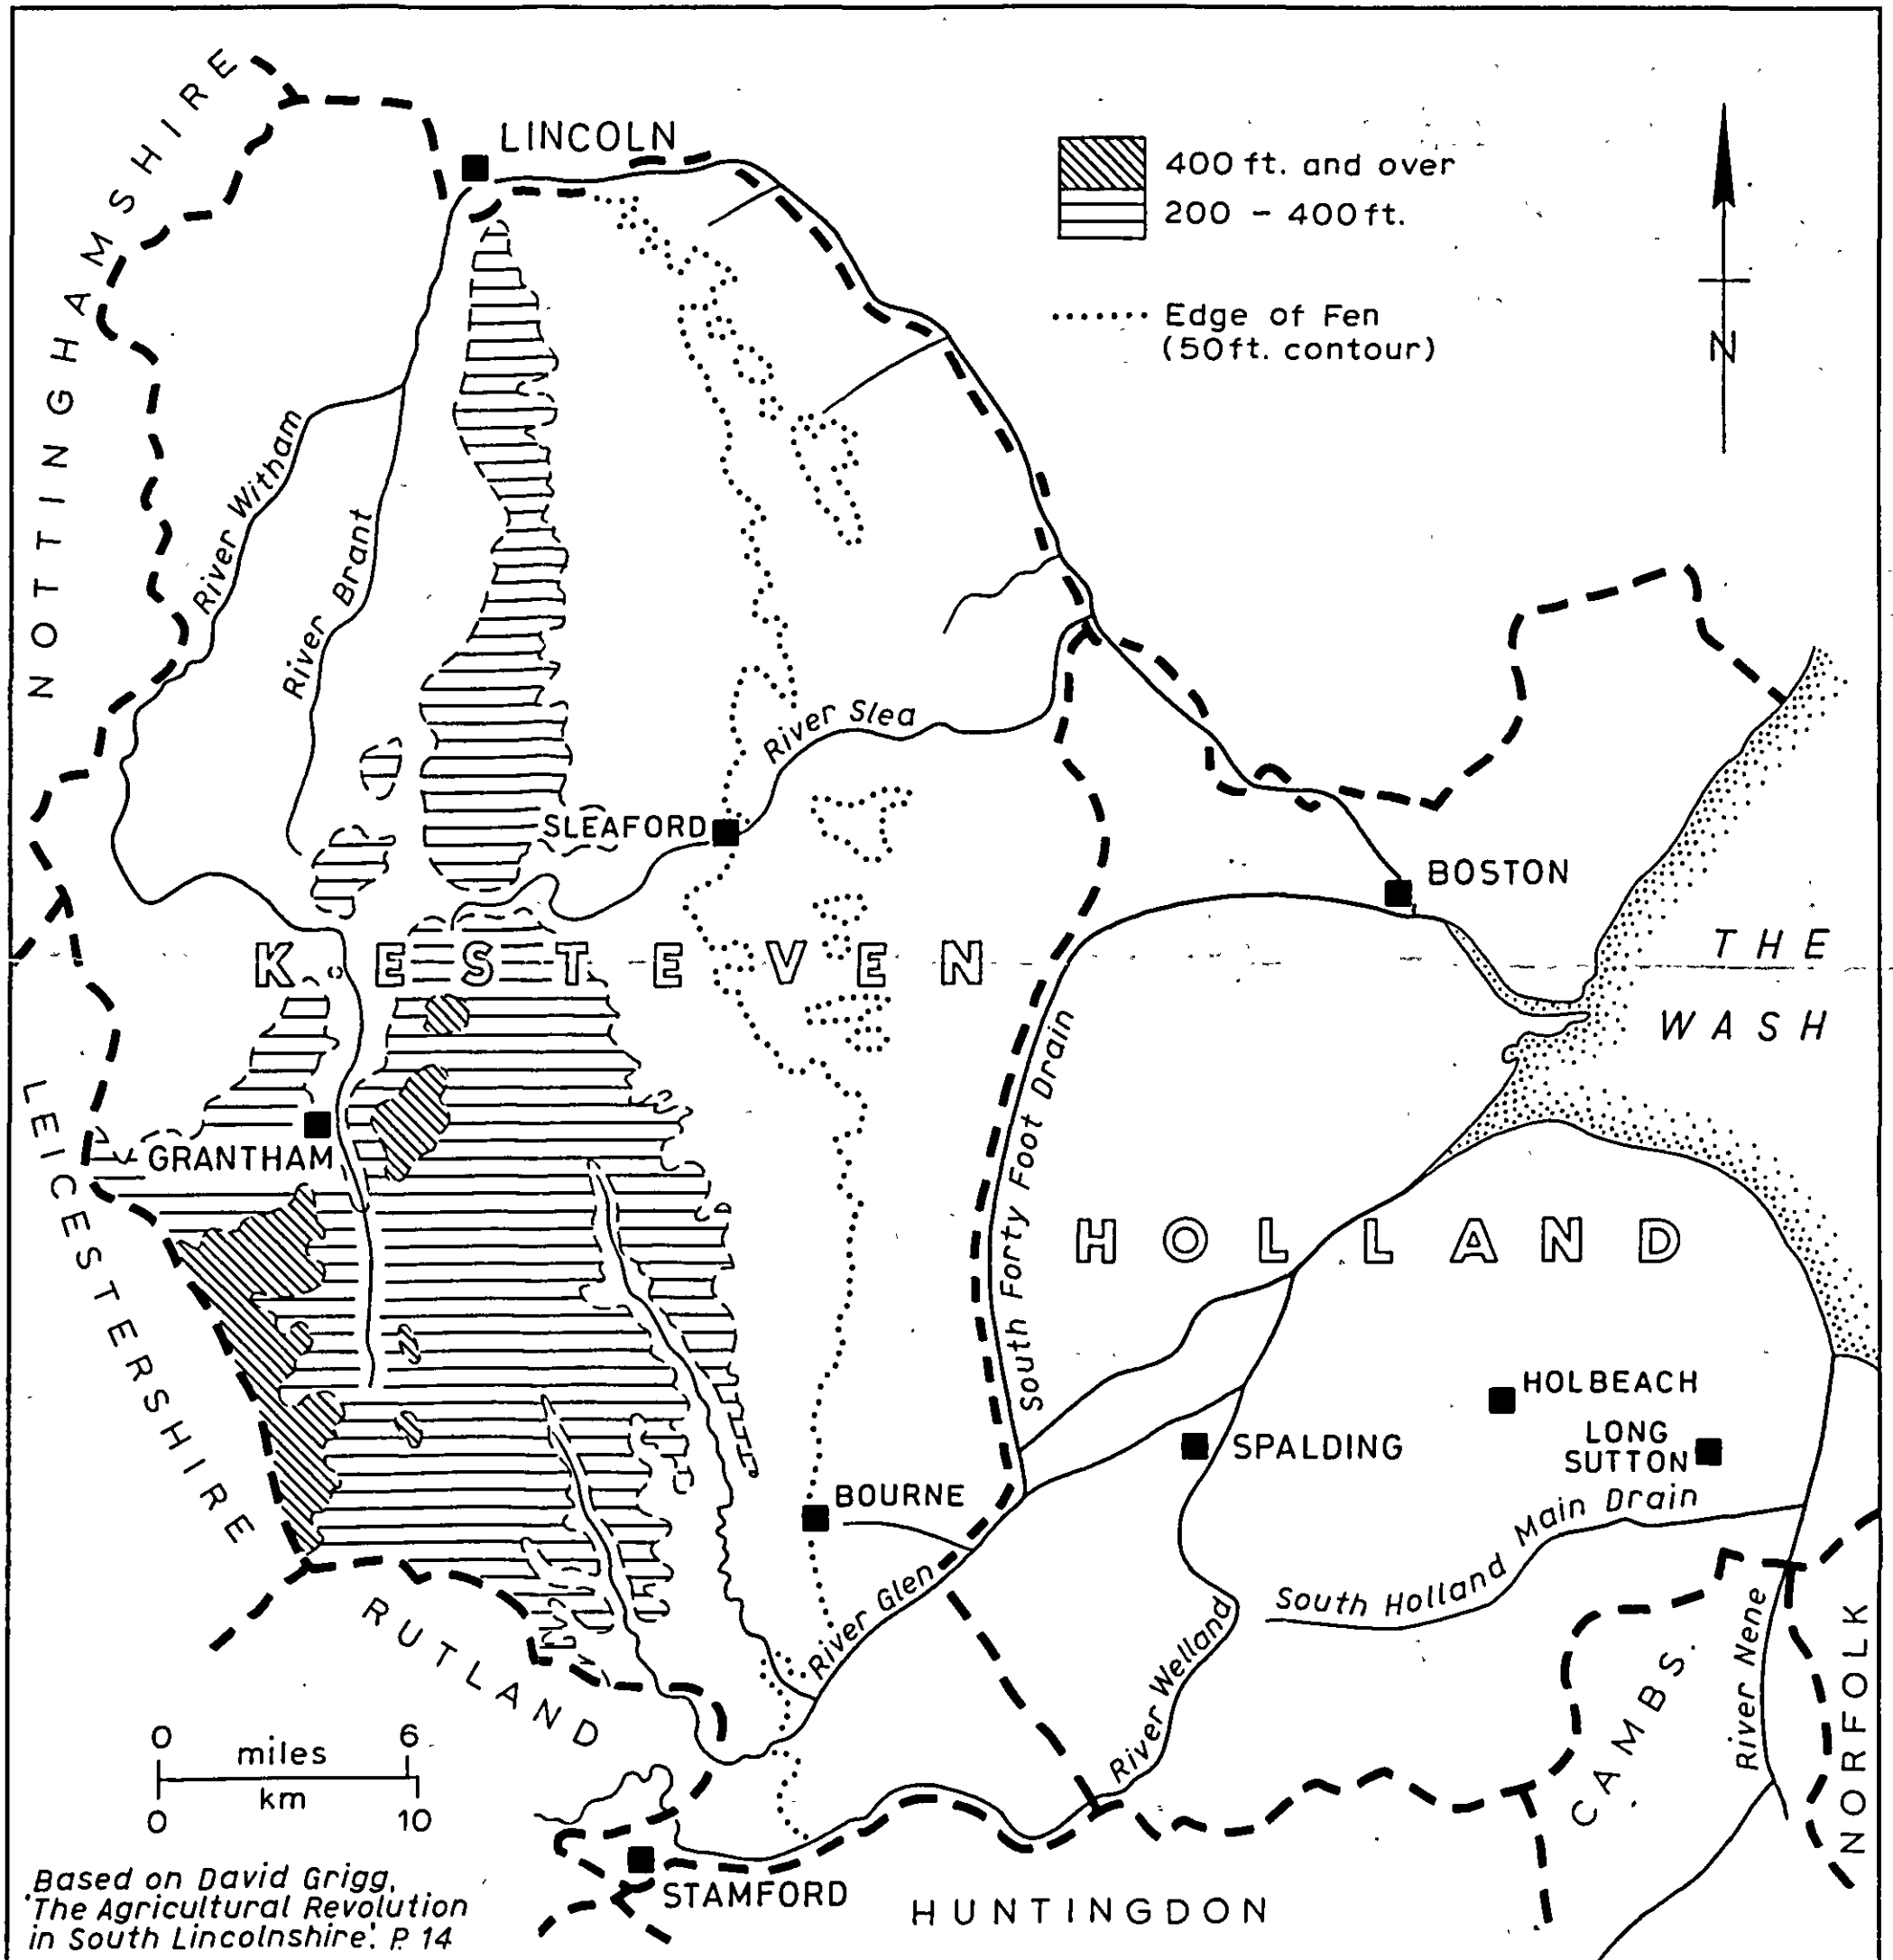 NOTTINGHAMSHIRE
LINCOLN
400 ft. and over
200 - 400 ft.
Edge of Fen
(50ft. contour)
N
River Witham
River Brant
River Slea
SLEAFORD
BOSTON
KESTEVEN
THE
WASH
South Forty Foot Drain
LEICESTERSHIRE
GRANTHAM
HOLLAND
HOLBEACH
LONG
SUTTON
SPALDING
BOURNE
South Holland Main Drain
River Glen
River Welland
River Nene
RUTLAND
CAMBS.
NORFOLK
0 6
miles
km
0 10
STAMFORD
HUNTINGDON
Based on David Grigg,
'The Agricultural Revolution
in South Lincolnshire'. P. 14